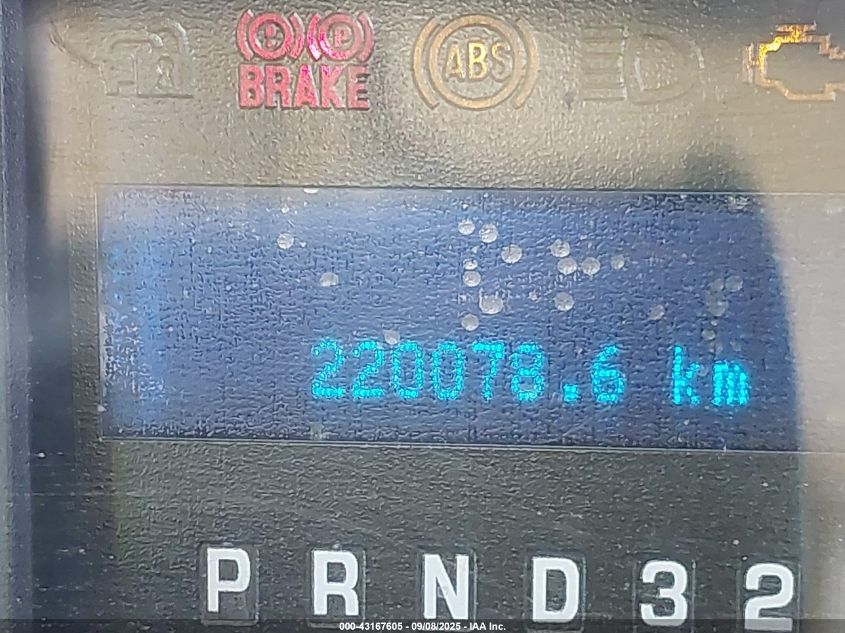 BRAKE
ABS
220078.6 km
P R N D 3 2
000-43167605 - 09/08/2025 - IAA Inc.